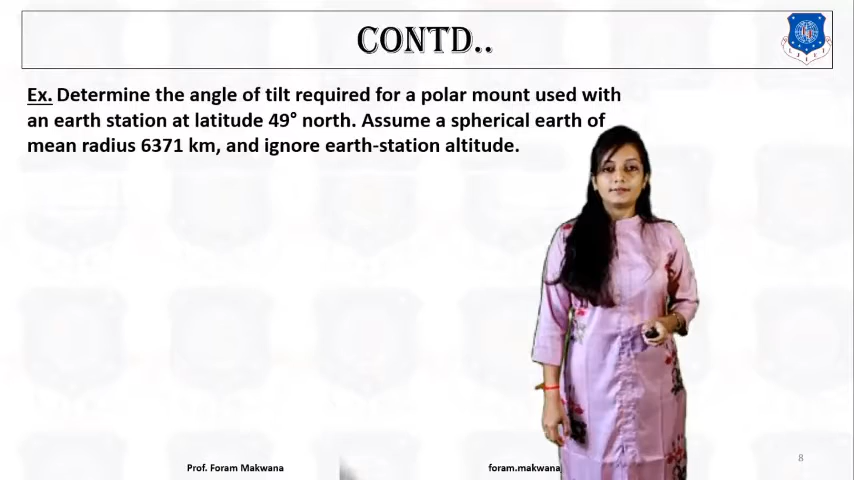 CONTD..
Ex. Determine the angle of tilt required for a polar mount used with
an earth station at latitude 49° north. Assume a spherical earth of
mean radius 6371 km, and ignore earth-station altitude.
Prof. Foram Makwana
foram.makwana
8